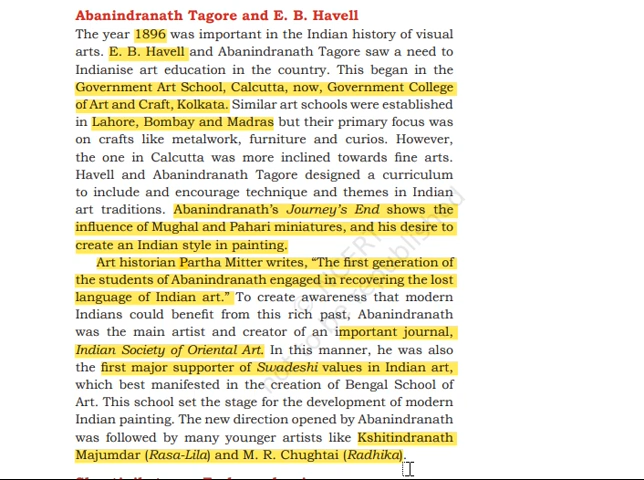 Abanindranath Tagore and E. B. Havell
The year 1896 was important in the Indian history of visual
arts. E. B. Havell and Abanindranath Tagore saw a need to
Indianise art education in the country. This began in the
Government Art School, Calcutta, now, Government College
of Art and Craft, Kolkata. Similar art schools were established
in Lahore, Bombay and Madras but their primary focus was
on crafts like metalwork, furniture and curios. However,
the one in Calcutta was more inclined towards fine arts.
Havell and Abanindranath Tagore designed a curriculum
to include and encourage technique and themes in Indian
art traditions. Abanindranath's Journey's End shows the
influence of Mughal and Pahari miniatures, and his desire to
create an Indian style in painting.
Art historian Partha Mitter writes, “The first generation of
the students of Abanindranath engaged in recovering the lost
language of Indian art.” To create awareness that modern
Indians could benefit from this rich past, Abanindranath
was the main artist and creator of an important journal,
Indian Society of Oriental Art. In this manner, he was also
the first major supporter of Swadeshi values in Indian art,
which best manifested in the creation of Bengal School of
Art. This school set the stage for the development of modern
Indian painting. The new direction opened by Abanindranath
was followed by many younger artists like Kshitindranath
Majumdar (Rasa-Lila) and M. R. Chughtai (Radhika).